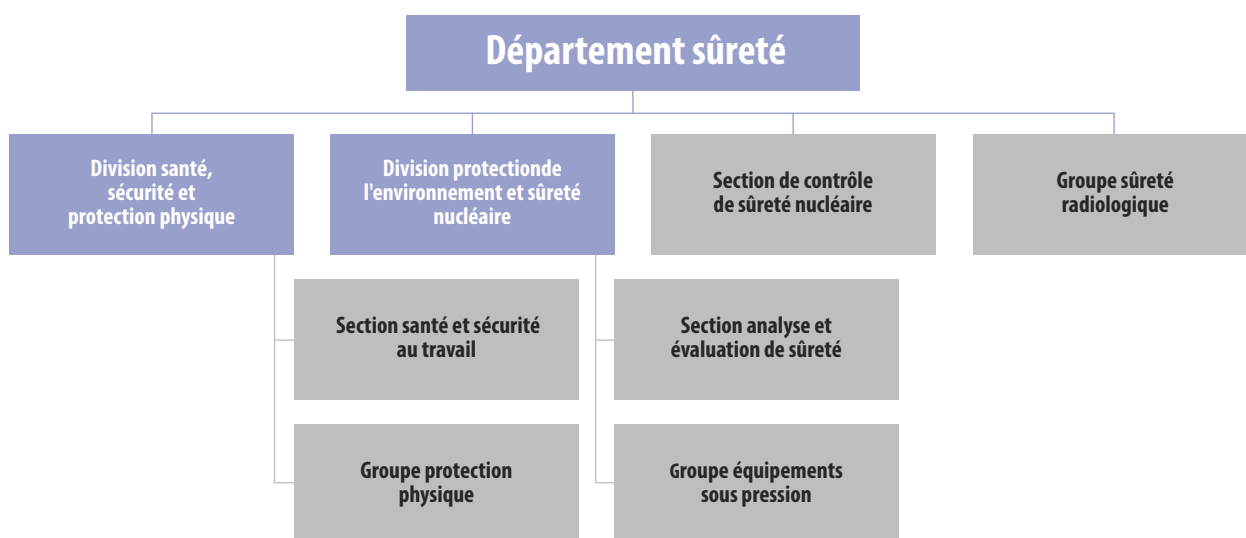 Département sûreté
Division santé,
sécurité et
protection physique
Division protectionde
l'environnement et sûreté
nucléaire
Section de contrôle
de sûreté nucléaire
Groupe sûreté
radiologique
Section santé et sécurité
au travail
Section analyse et
évaluation de sûreté
Groupe protection
physique
Groupe équipements
sous pression